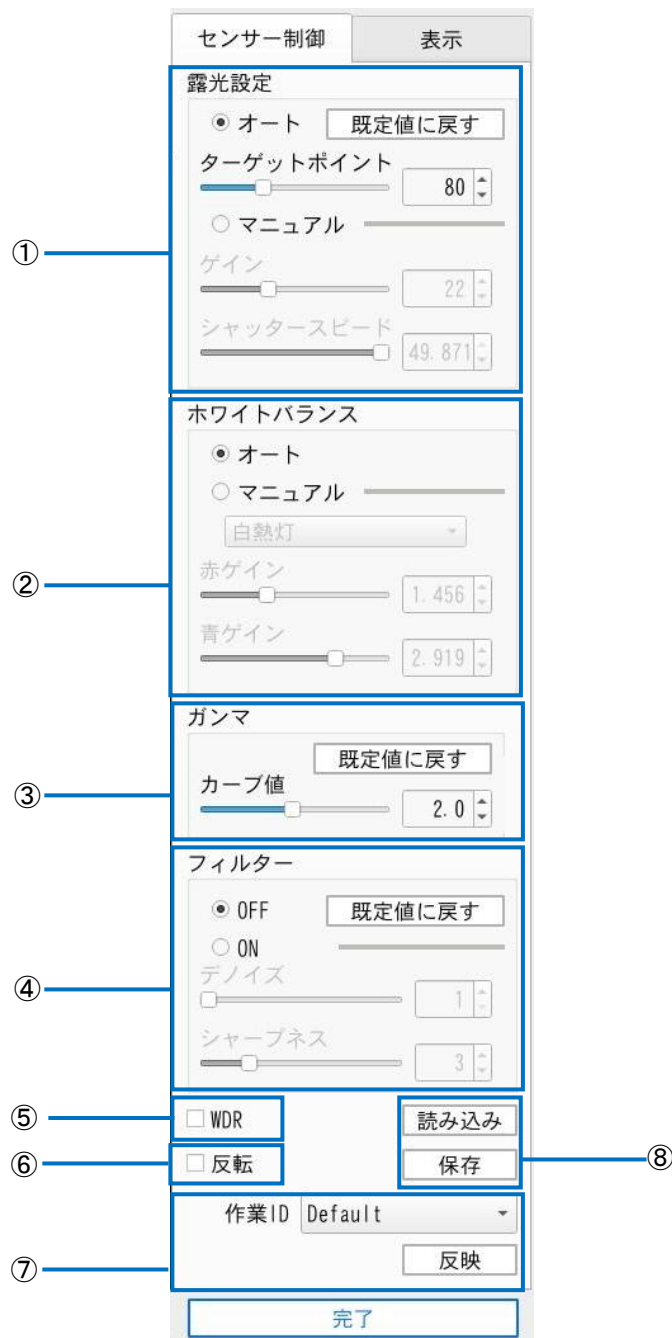 センサー制御 表示
露光設定
オート 既定値に戻す
ターゲットポイント
80
マニュアル
①
ゲイン
22
シャッタースピード
49.871
ホワイトバランス
オート
マニュアル
白熱灯
②
赤ゲイン
1.456
青ゲイン
2.919
ガンマ
既定値に戻す
③
カーブ値
2.0
フィルター
OFF 既定値に戻す
ON
④
デノイズ
1
シャープネス
3
⑤ WDR 読み込み
⑥ 反転 保存 ⑧
作業ID Default
⑦ 反映
完了